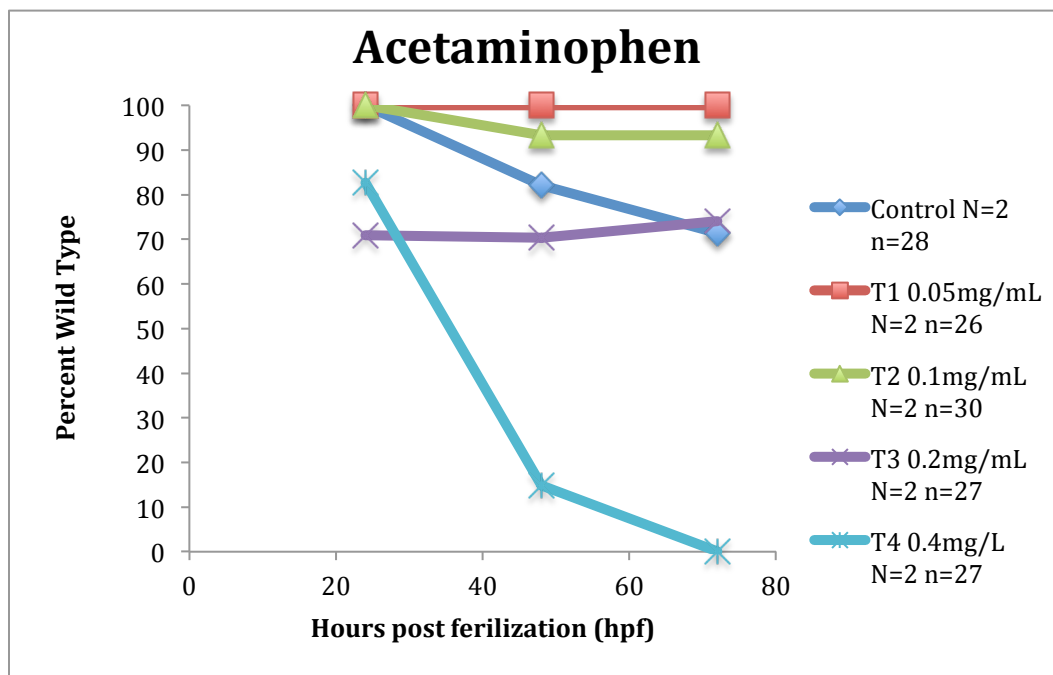 Acetaminophen
Percent Wild Type
100
90
80
70
60
50
40
30
20
10
0
0
20
40
60
80
Hours post ferilization (hpf)
Control N=2
n=28
T1 0.05mg/mL
N=2 n=26
T2 0.1mg/mL
N=2 n=30
T3 0.2mg/mL
N=2 n=27
T4 0.4mg/L
N=2 n=27